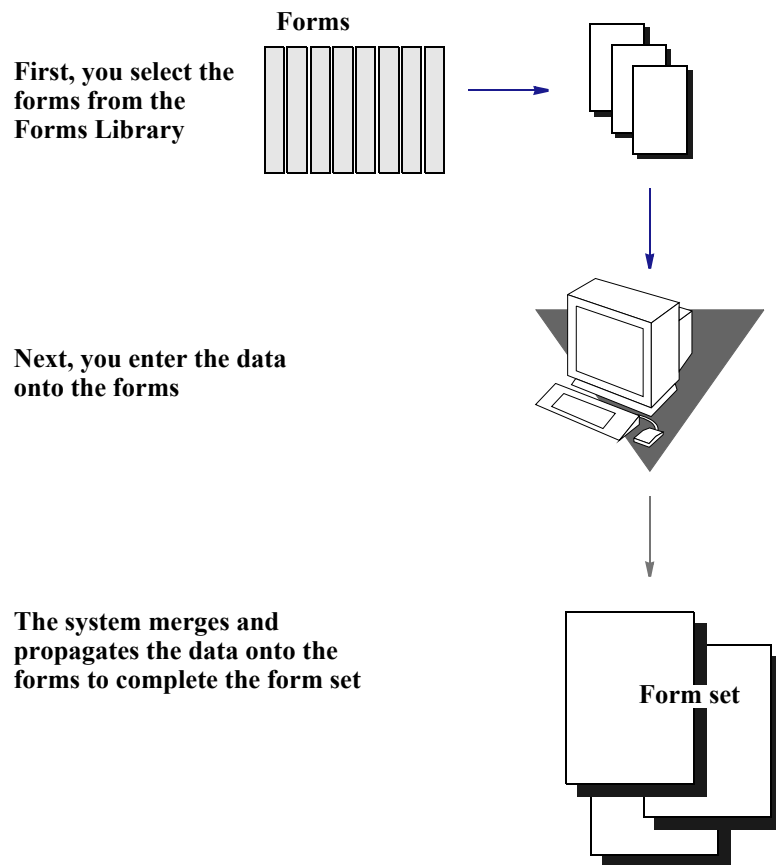 Forms
First, you select the
forms from the
Forms Library
Next, you enter the data
onto the forms
The system merges and
propagates the data onto the
forms to complete the form set
Form set